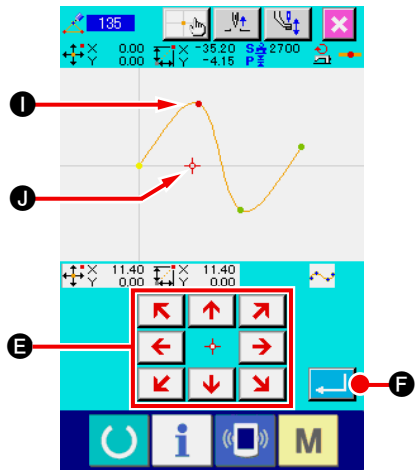 135
X 0.00 X -35.20 S 2700
Y 0.00 Y -4.15 P
I
J
X 11.40 X 11.40
Y 0.00 Y 0.00
E
F
i M